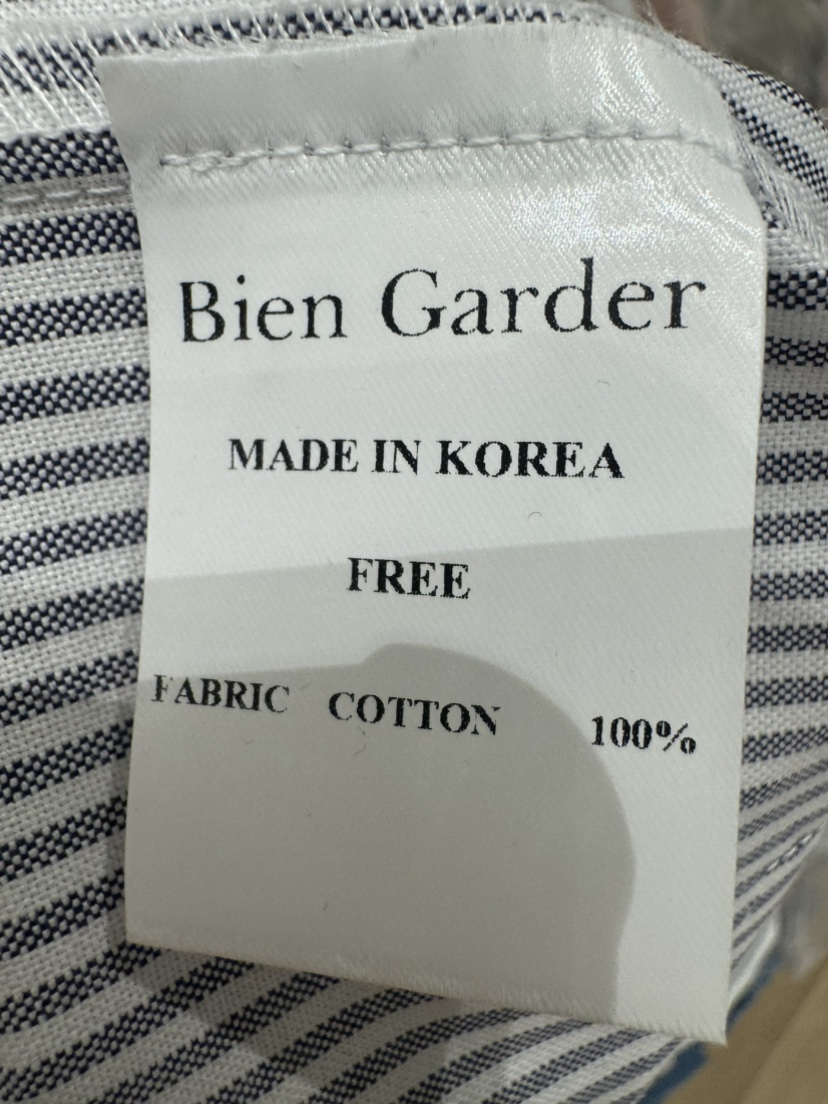 Bien Garder
MADE IN KOREA
FREE
FABRIC COTTON 100%